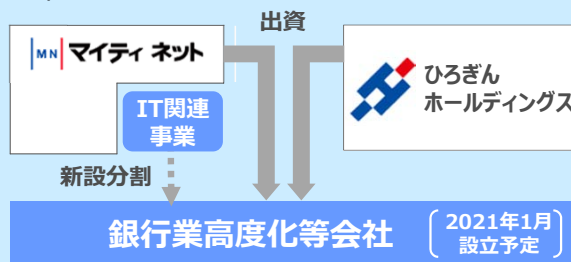 出資
MN マイティ ネット
ひろぎん
ホールディングス
IT関連
事業
新設分割
銀行業高度化等会社
2021年1月
設立予定